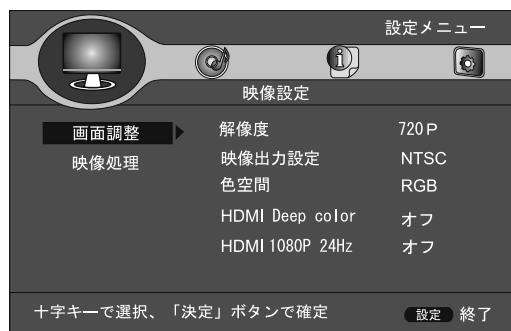 設定メニュー
映像設定
画面調整
映像処理
解像度 720P
映像出力設定 NTSC
色空間 RGB
HDMI Deep color オフ
HDMI 1080P 24Hz オフ
十字キーで選択、「決定」ボタンで確定 設定 終了